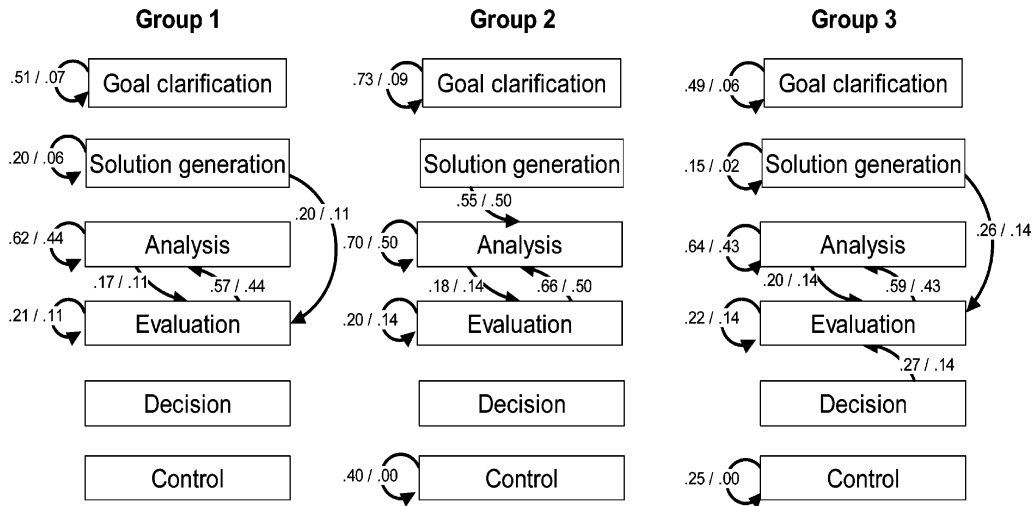 Group 1
.51 / .07
Goal clarification
.20 / .06
Solution generation
.20 / .11
.62 / .44
Analysis
.17 / .11
.57 / .44
.21 / .11
Evaluation
Decision
Control
Group 2
.73 / .09
Goal clarification
Solution generation
.55 / .50
.70 / .50
Analysis
.18 / .14
.66 / .50
.20 / .14
Evaluation
Decision
.40 / .00
Control
Group 3
.49 / .06
Goal clarification
.15 / .02
Solution generation
.26 / .14
.64 / .43
Analysis
.20 / .14
.59 / .43
.22 / .14
Evaluation
.27 / .14
Decision
.25 / .00
Control